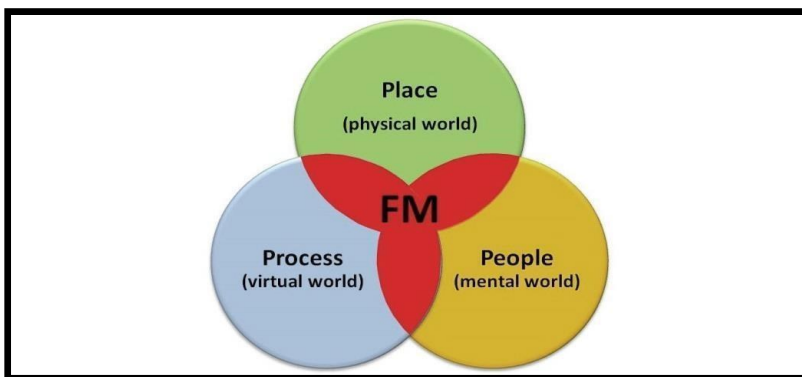 Place
(physical world)
FM
Process
(virtual world)
People
(mental world)